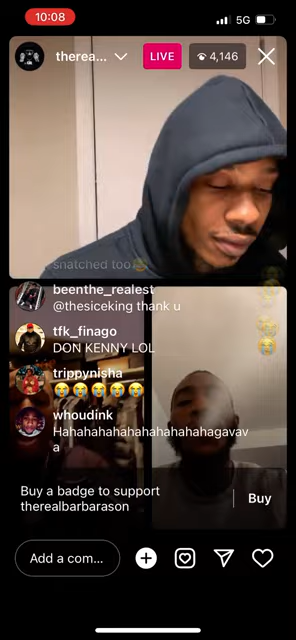 10:08
5G
therea...
LIVE
4,146
snatched too😂
beenthe_realest
@thesiceking thank u
tfk_finago
DON KENNY LOL
trippynisha
😭😭😭😭😭
whoudink
Hahahahahahahahahahagavav
a
Buy a badge to support
therealbarbarason
Buy
Add a com...